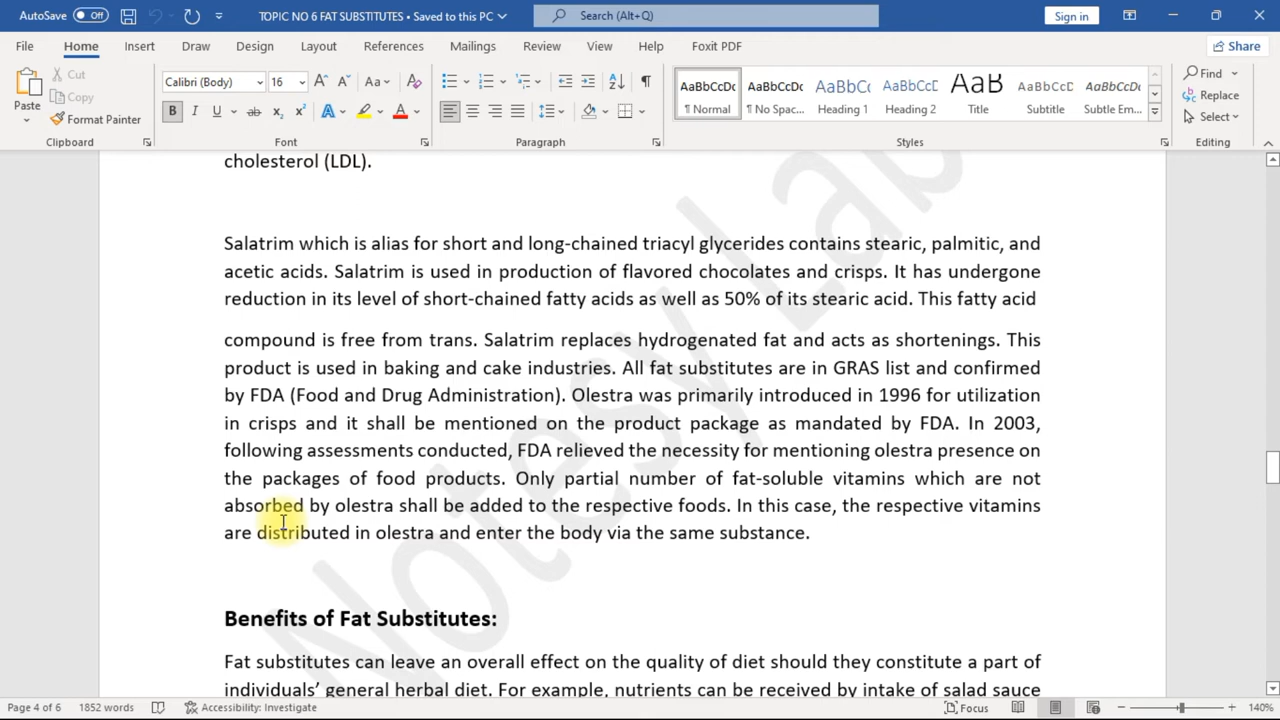 AutoSave Off TOPIC NO 6 FAT SUBSTITUTES • Saved to this PC Search (Alt+Q) Sign in
File Home Insert Draw Design Layout References Mailings Review View Help Foxit PDF Share
Paste Cut Copy Format Painter
Calibri (Body) 16
AaBbCcDc AaBbCcDc AaBbCc AaBbCcD AaB AaBbCcD AaBbCcDc
¶ Normal ¶ No Spac... Heading 1 Heading 2 Title Subtitle Subtle Em...
Find Replace Select
Clipboard Font Paragraph Styles Editing
cholesterol (LDL).
Salatrim which is alias for short and long-chained triacyl glycerides contains stearic, palmitic, and
acetic acids. Salatrim is used in production of flavored chocolates and crisps. It has undergone
reduction in its level of short-chained fatty acids as well as 50% of its stearic acid. This fatty acid
compound is free from trans. Salatrim replaces hydrogenated fat and acts as shortenings. This
product is used in baking and cake industries. All fat substitutes are in GRAS list and confirmed
by FDA (Food and Drug Administration). Olestra was primarily introduced in 1996 for utilization
in crisps and it shall be mentioned on the product package as mandated by FDA. In 2003,
following assessments conducted, FDA relieved the necessity for mentioning olestra presence on
the packages of food products. Only partial number of fat-soluble vitamins which are not
absorbed by olestra shall be added to the respective foods. In this case, the respective vitamins
are distributed in olestra and enter the body via the same substance.
Benefits of Fat Substitutes:
Fat substitutes can leave an overall effect on the quality of diet should they constitute a part of
individuals’ general herbal diet. For example, nutrients can be received by intake of salad sauce
Notesy Lab
Page 4 of 6 1852 words Accessibility: Investigate Focus 140%